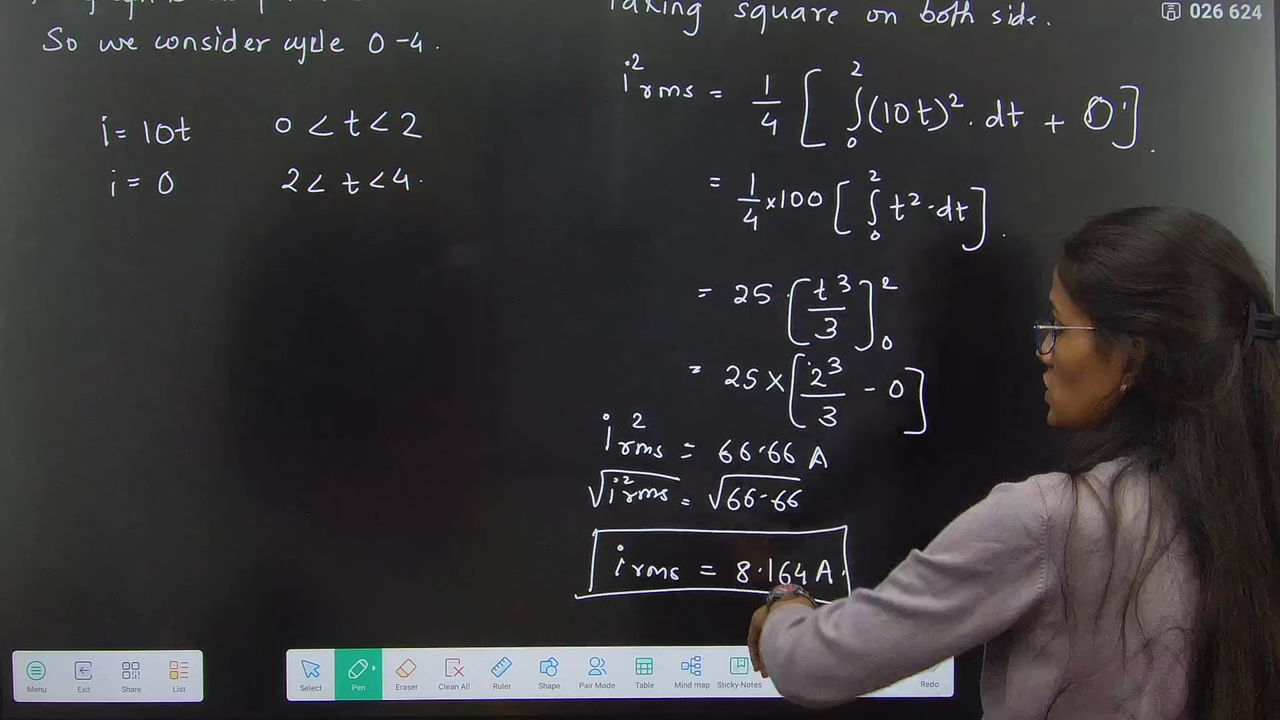 So we consider cycle 0-4.
i = 10t 0 < t < 2
i = 0 2 < t < 4.
Taking square on both side.
026 624
i²rms = 1/4 [ ∫₀² (10t)² . dt + 0 ] .
= 1/4 × 100 [ ∫₀² t² · dt ] .
= 25 . [ t³/3 ]₀²
= 25 × [ 2³/3 - 0 ]
i²rms = 66.66 A
√i²rms = √66.66
irms = 8.164 A.
Menu Exit Share List Select Pen Eraser Clean All Ruler Shape Pair Mode Table Mind map Sticky-Notes Redo